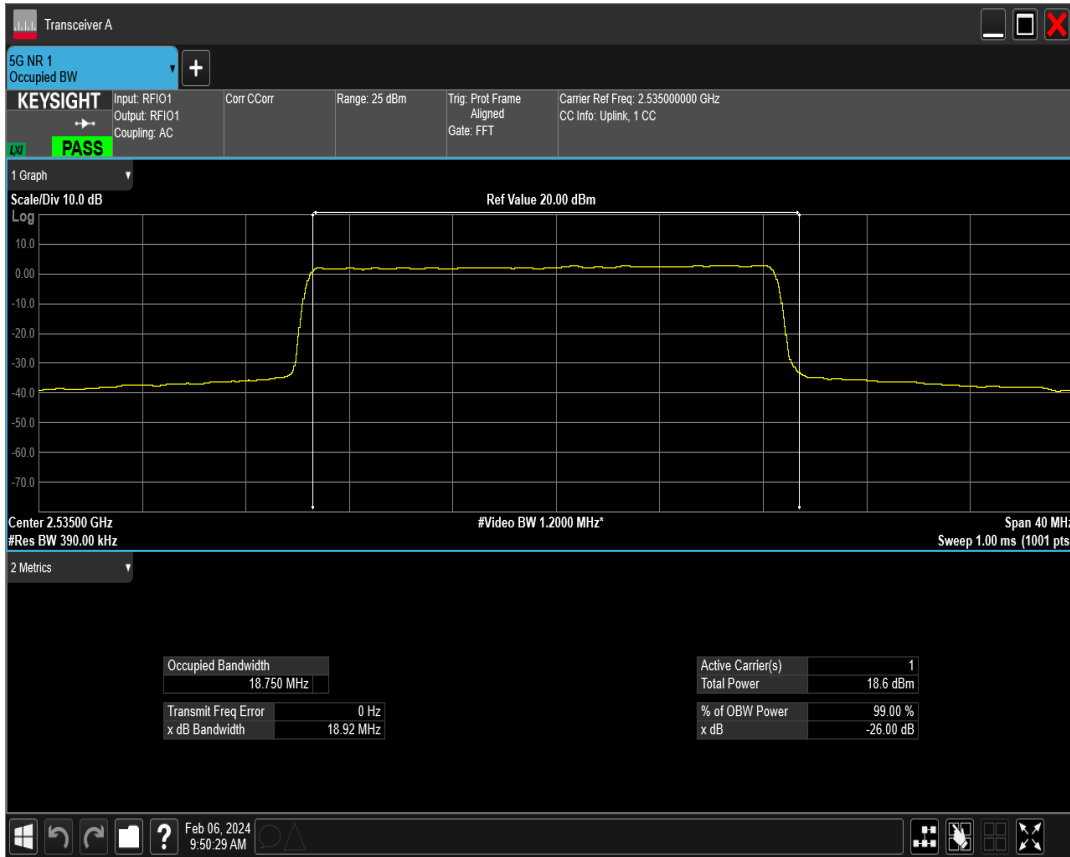 Transceiver A
5G NR 1
Occupied BW
+
KEYSIGHT
LXI
PASS
Input: RFIO1
Output: RFIO1
Coupling: AC
Corr CCorr
Range: 25 dBm
Trig: Prot Frame
Aligned
Gate: FFT
Carrier Ref Freq: 2.535000000 GHz
CC Info: Uplink, 1 CC
1 Graph
Scale/Div 10.0 dB
Ref Value 20.00 dBm
Log
10.0
0.00
-10.0
-20.0
-30.0
-40.0
-50.0
-60.0
-70.0
Center 2.53500 GHz
#Video BW 1.2000 MHz*
Span 40 MHz
#Res BW 390.00 kHz
Sweep 1.00 ms (1001 pts
2 Metrics
Occupied Bandwidth
18.750 MHz
Transmit Freq Error 0 Hz
x dB Bandwidth 18.92 MHz
Active Carrier(s) 1
Total Power 18.6 dBm
% of OBW Power 99.00 %
x dB -26.00 dB
?
Feb 06, 2024
9:50:29 AM